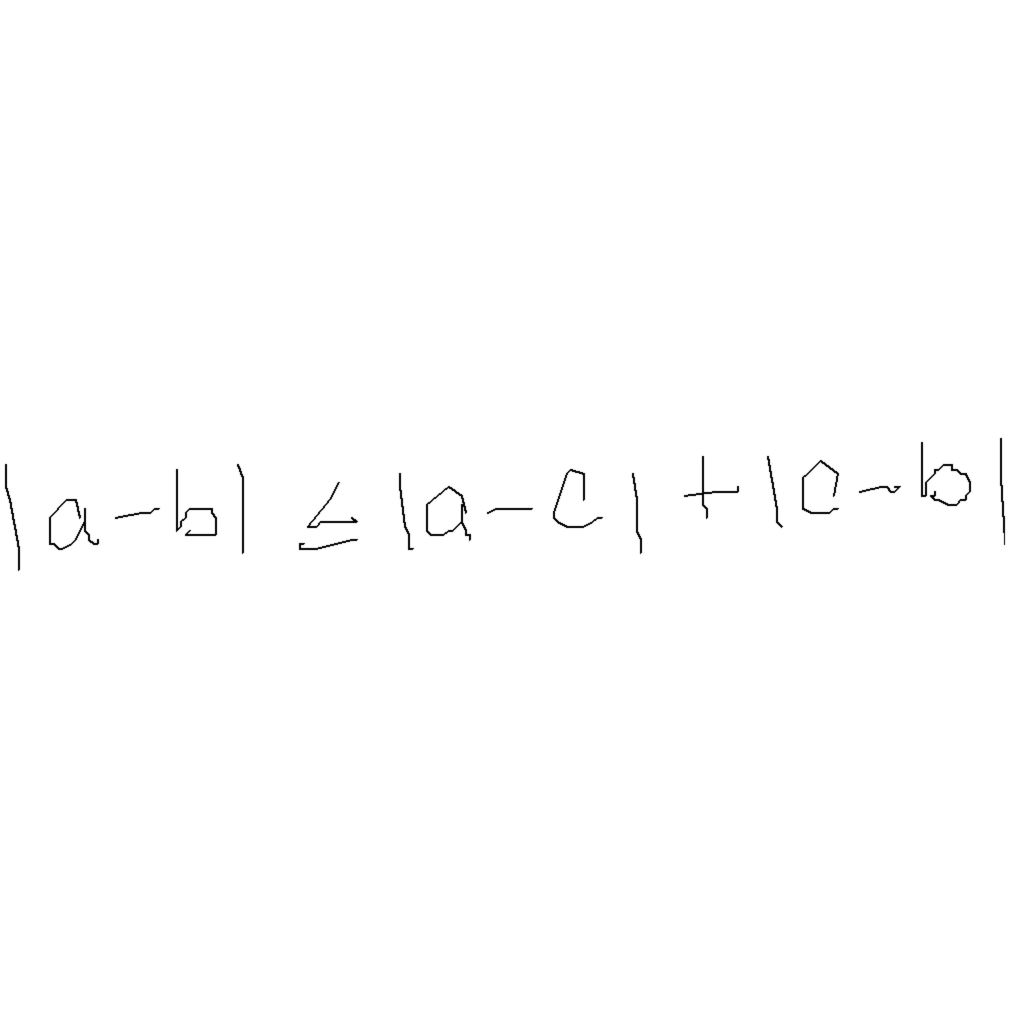 |a-b| ≤ |a-c| + |c-b|